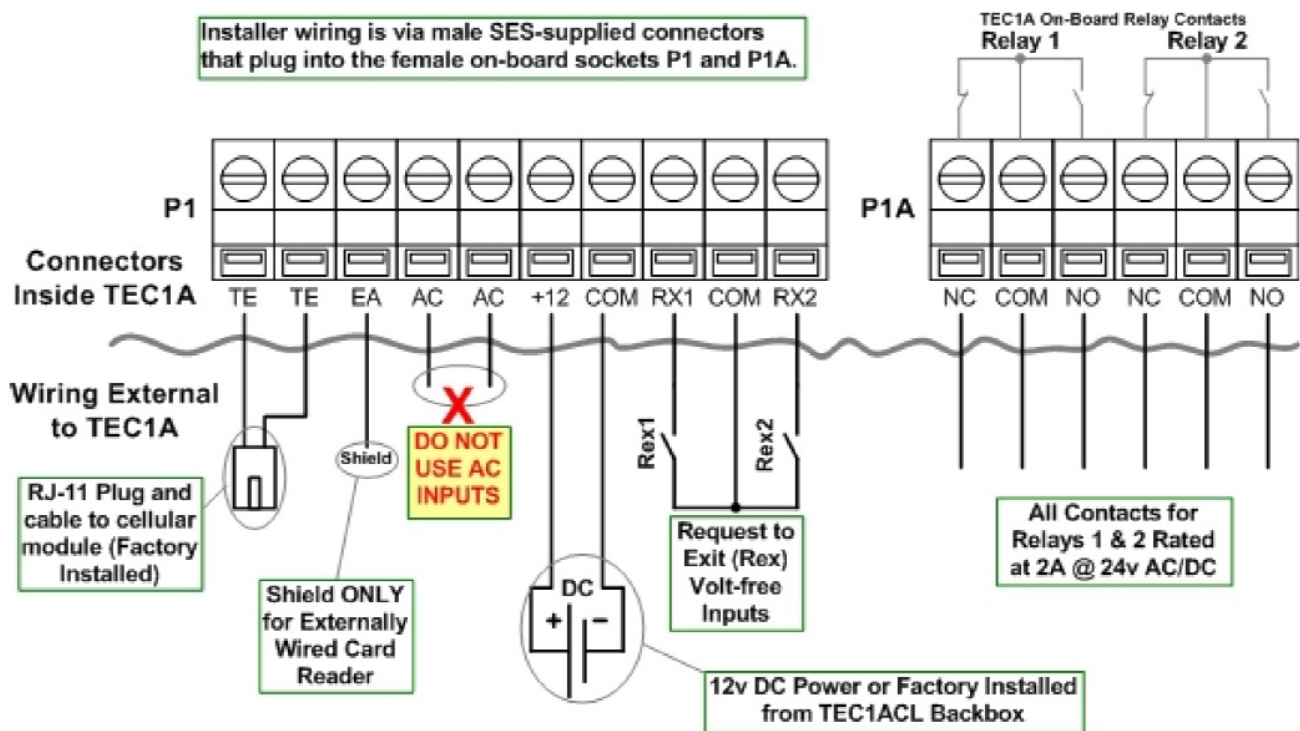 Installer wiring is via male SES-supplied connectors
that plug into the female on-board sockets P1 and P1A.
TEC1A On-Board Relay Contacts
Relay 1
Relay 2
P1
P1A
Connectors
Inside TEC1A
TE TE EA AC AC +12 COM RX1 COM RX2
NC COM NO NC COM NO
Wiring External
to TEC1A
X
DO NOT
USE AC
INPUTS
Shield
Rex1
Rex2
RJ-11 Plug and
cable to cellular
module (Factory
Installed)
Shield ONLY
for Externally
Wired Card
Reader
DC
+ –
Request to
Exit (Rex)
Volt-free
Inputs
All Contacts for
Relays 1 & 2 Rated
at 2A @ 24v AC/DC
12v DC Power or Factory Installed
from TEC1ACL Backbox